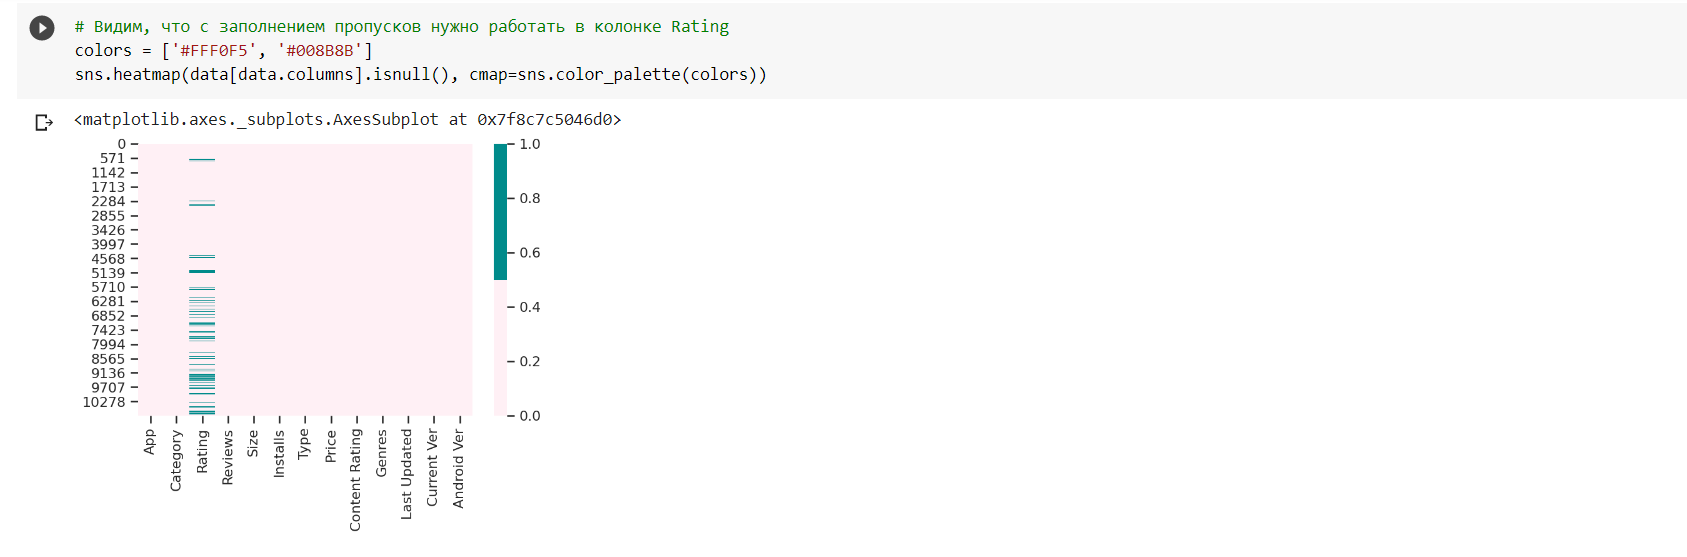 # Видим, что с заполнением пропусков нужно работать в колонке Rating
colors = ['#FFF0F5', '#008B8B']
sns.heatmap(data[data.columns].isnull(), cmap=sns.color_palette(colors))
<matplotlib.axes._subplots.AxesSubplot at 0x7f8c7c5046d0>
0
571
1142
1713
2284
2855
3426
3997
4568
5139
5710
6281
6852
7423
7994
8565
9136
9707
10278
1.0
0.8
0.6
0.4
0.2
0.0
App
Category
Rating
Reviews
Size
Installs
Type
Price
Content Rating
Genres
Last Updated
Current Ver
Android Ver